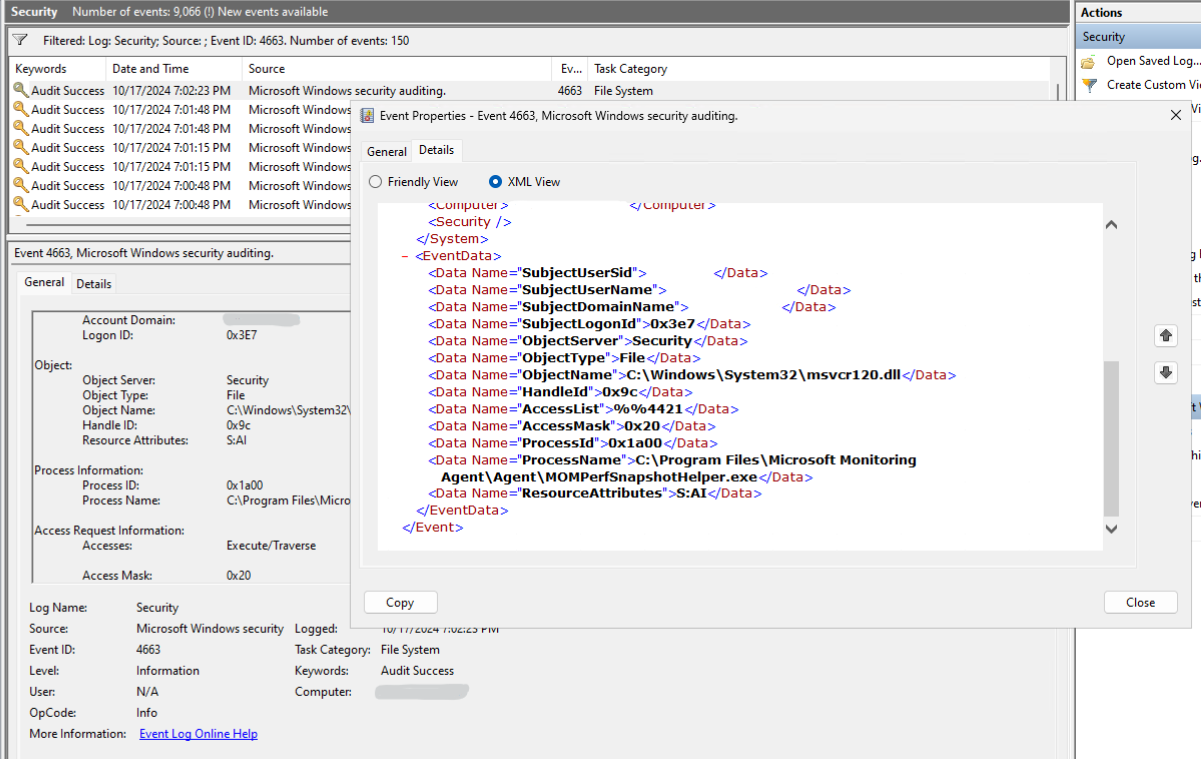 Security Number of events: 9,066 (!) New events available
Filtered: Log: Security; Source: ; Event ID: 4663. Number of events: 150
Keywords Date and Time Source Ev... Task Category
Audit Success 10/17/2024 7:02:23 PM Microsoft Windows security auditing. 4663 File System
Audit Success 10/17/2024 7:01:48 PM Microsoft Windows
Audit Success 10/17/2024 7:01:48 PM Microsoft Windows
Audit Success 10/17/2024 7:01:15 PM Microsoft Windows
Audit Success 10/17/2024 7:01:15 PM Microsoft Windows
Audit Success 10/17/2024 7:00:48 PM Microsoft Windows
Audit Success 10/17/2024 7:00:48 PM Microsoft Windows
Event 4663, Microsoft Windows security auditing.
General Details
Account Domain:
Logon ID: 0x3E7
Object:
Object Server: Security
Object Type: File
Object Name: C:\Windows\System32\
Handle ID: 0x9c
Resource Attributes: S:AI
Process Information:
Process ID: 0x1a00
Process Name: C:\Program Files\Micro
Access Request Information:
Accesses: Execute/Traverse
Access Mask: 0x20
Log Name: Security
Source: Microsoft Windows security Logged: 10/17/2024 7:02:23 PM
Event ID: 4663 Task Category: File System
Level: Information Keywords: Audit Success
User: N/A Computer:
OpCode: Info
More Information: Event Log Online Help
Event Properties - Event 4663, Microsoft Windows security auditing.
General Details
Friendly View XML View
<Computer> </Computer>
<Security />
</System>
- <EventData>
<Data Name="SubjectUserSid"> </Data>
<Data Name="SubjectUserName"> </Data>
<Data Name="SubjectDomainName"> </Data>
<Data Name="SubjectLogonId">0x3e7</Data>
<Data Name="ObjectServer">Security</Data>
<Data Name="ObjectType">File</Data>
<Data Name="ObjectName">C:\Windows\System32\msvcr120.dll</Data>
<Data Name="HandleId">0x9c</Data>
<Data Name="AccessList">%%4421</Data>
<Data Name="AccessMask">0x20</Data>
<Data Name="ProcessId">0x1a00</Data>
<Data Name="ProcessName">C:\Program Files\Microsoft Monitoring
Agent\Agent\MOMPerfSnapshotHelper.exe</Data>
<Data Name="ResourceAttributes">S:AI</Data>
</EventData>
</Event>
Copy Close
Actions
Security
Open Saved Log...
Create Custom Vi